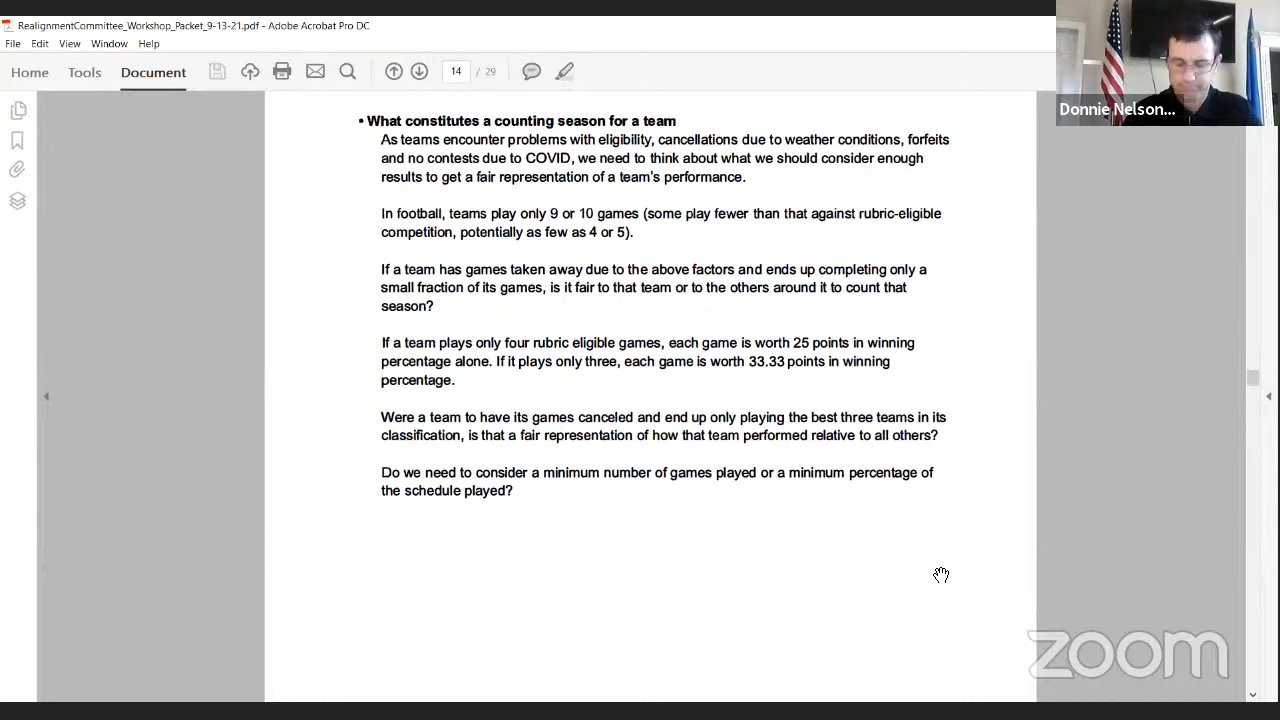 RealignmentCommittee_Workshop_Packet_9-13-21.pdf - Adobe Acrobat Pro DC
File Edit View Window Help
Home Tools Document 14 / 29
Donnie Nelson...
• What constitutes a counting season for a team
As teams encounter problems with eligibility, cancellations due to weather conditions, forfeits
and no contests due to COVID, we need to think about what we should consider enough
results to get a fair representation of a team's performance.
In football, teams play only 9 or 10 games (some play fewer than that against rubric-eligible
competition, potentially as few as 4 or 5).
If a team has games taken away due to the above factors and ends up completing only a
small fraction of its games, is it fair to that team or to the others around it to count that
season?
If a team plays only four rubric eligible games, each game is worth 25 points in winning
percentage alone. If it plays only three, each game is worth 33.33 points in winning
percentage.
Were a team to have its games canceled and end up only playing the best three teams in its
classification, is that a fair representation of how that team performed relative to all others?
Do we need to consider a minimum number of games played or a minimum percentage of
the schedule played?
zoom